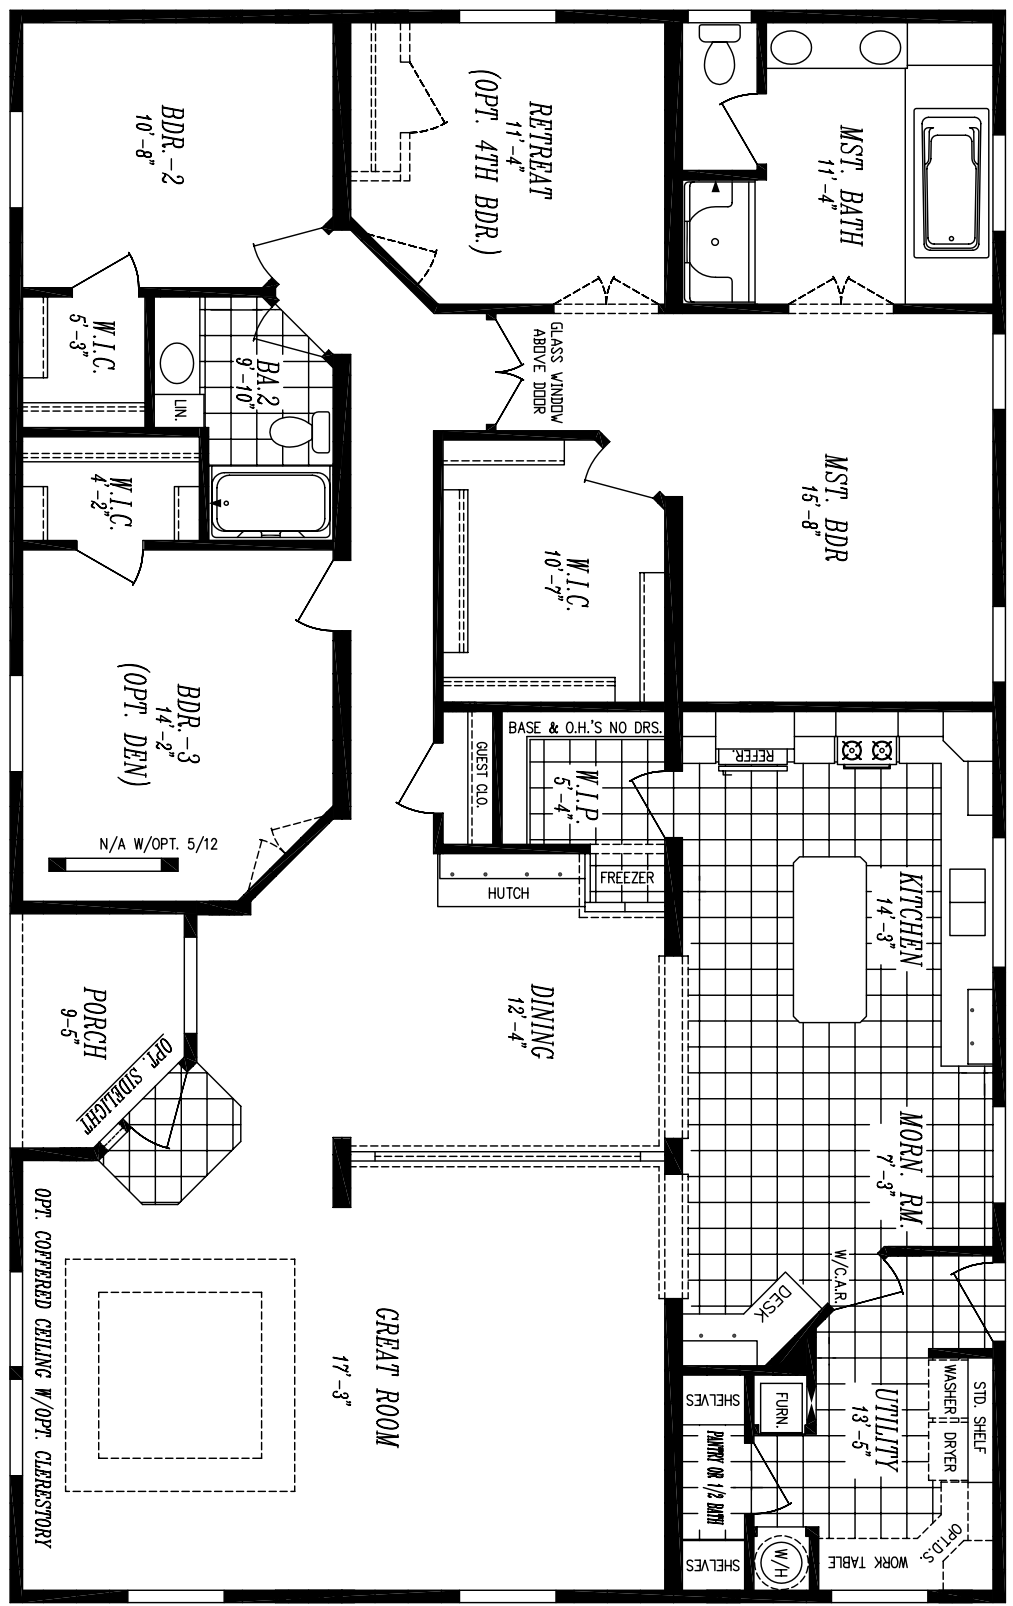 BDR.-2
10'-8"
RETREAT
11'-4"
(OPT. 4TH BDR.)
MST. BATH
11'-4"
W.I.C.
5'-3"
BA.2
9'-10"
LIN.
GLASS WINDOW
ABOVE DOOR
W.I.C.
4'-2"
W.I.C.
10'-7"
MST. BDR
15'-8"
BDR.-3
14'-2"
(OPT. DEN)
N/A W/OPT. 5/12
GUEST CLO.
BASE & O.H.'S NO DRS.
W.I.P.
5'-4"
REFER.
FREEZER
HUTCH
KITCHEN
14'-3"
PORCH
9-5"
OPT. SIDELIGHT
DINING
12'-4"
MORN. RM.
7'-3"
W/C.A.R.
DESK
OPT. COFFERED CEILING W/OPT. CLERESTORY
GREAT ROOM
17'-3"
SHELVES
FURN.
PANTRY OR 1/2 BATH
SHELVES
UTILITY
13'-5"
WASHER
DRYER
STD. SHELF
OPT.D.S.
WORK TABLE
W/H